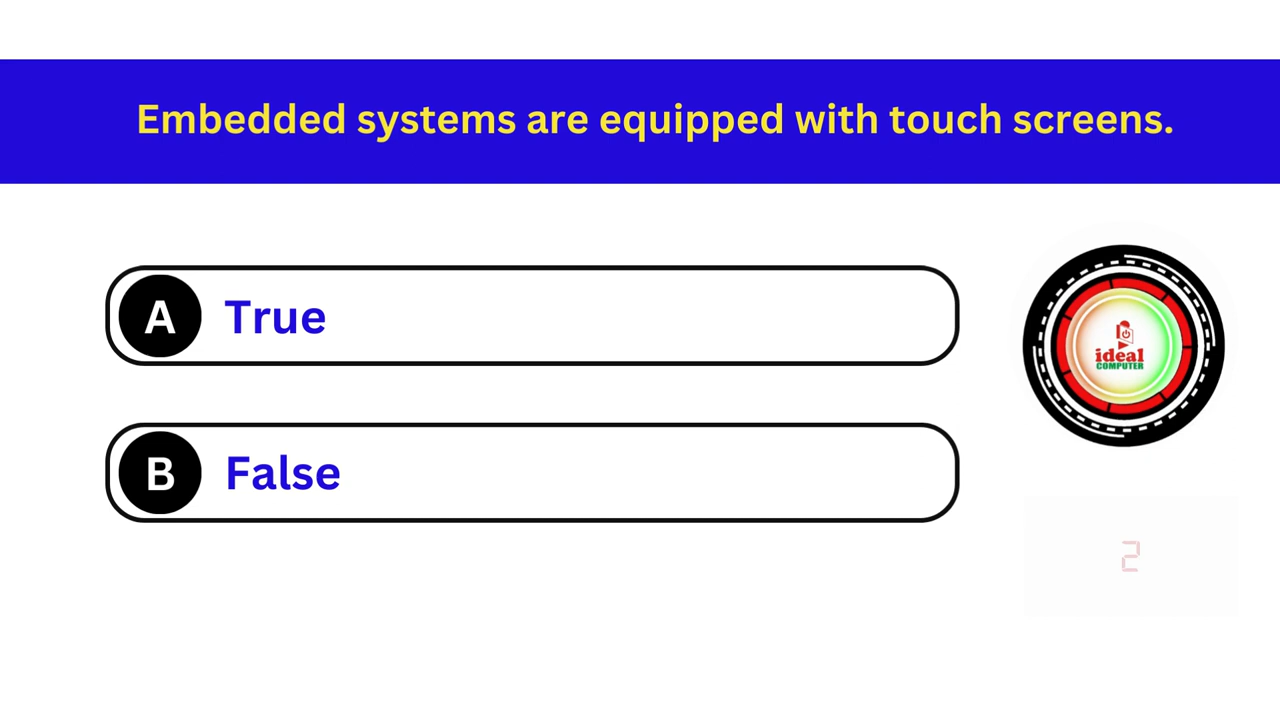 Embedded systems are equipped with touch screens.
A True
B False
ideal
COMPUTER
2